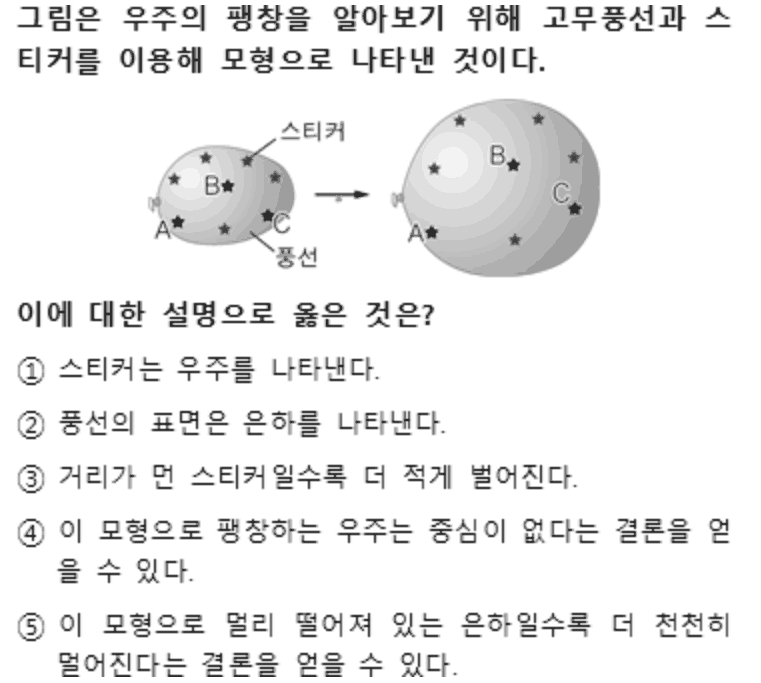 그림은 우주의 팽창을 알아보기 위해 고무풍선과 스
티커를 이용해 모형으로 나타낸 것이다.
스티커
B
A
C
풍선
B
C
A
이에 대한 설명으로 옳은 것은?
① 스티커는 우주를 나타낸다.
② 풍선의 표면은 은하를 나타낸다.
③ 거리가 먼 스티커일수록 더 적게 벌어진다.
④ 이 모형으로 팽창하는 우주는 중심이 없다는 결론을 얻
을 수 있다.
⑤ 이 모형으로 멀리 떨어져 있는 은하일수록 더 천천히
멀어진다는 결론을 얻을 수 있다.